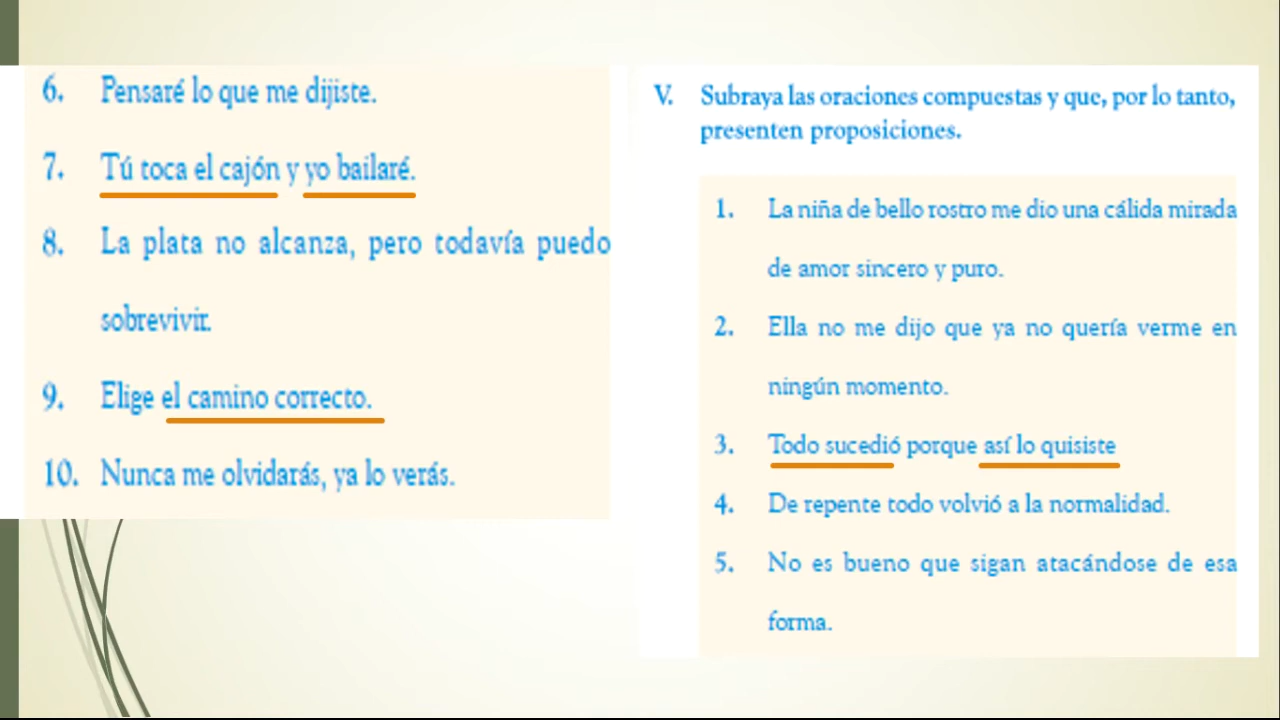 6. Pensaré lo que me dijiste.
7. Tú toca el cajón y yo bailaré.
8. La plata no alcanza, pero todavía puedo
sobrevivir.
9. Elige el camino correcto.
10. Nunca me olvidarás, ya lo verás.
V. Subraya las oraciones compuestas y que, por lo tanto,
presenten proposiciones.
1. La niña de bello rostro me dio una cálida mirada
de amor sincero y puro.
2. Ella no me dijo que ya no quería verme en
ningún momento.
3. Todo sucedió porque así lo quisiste
4. De repente todo volvió a la normalidad.
5. No es bueno que sigan atacándose de esa
forma.